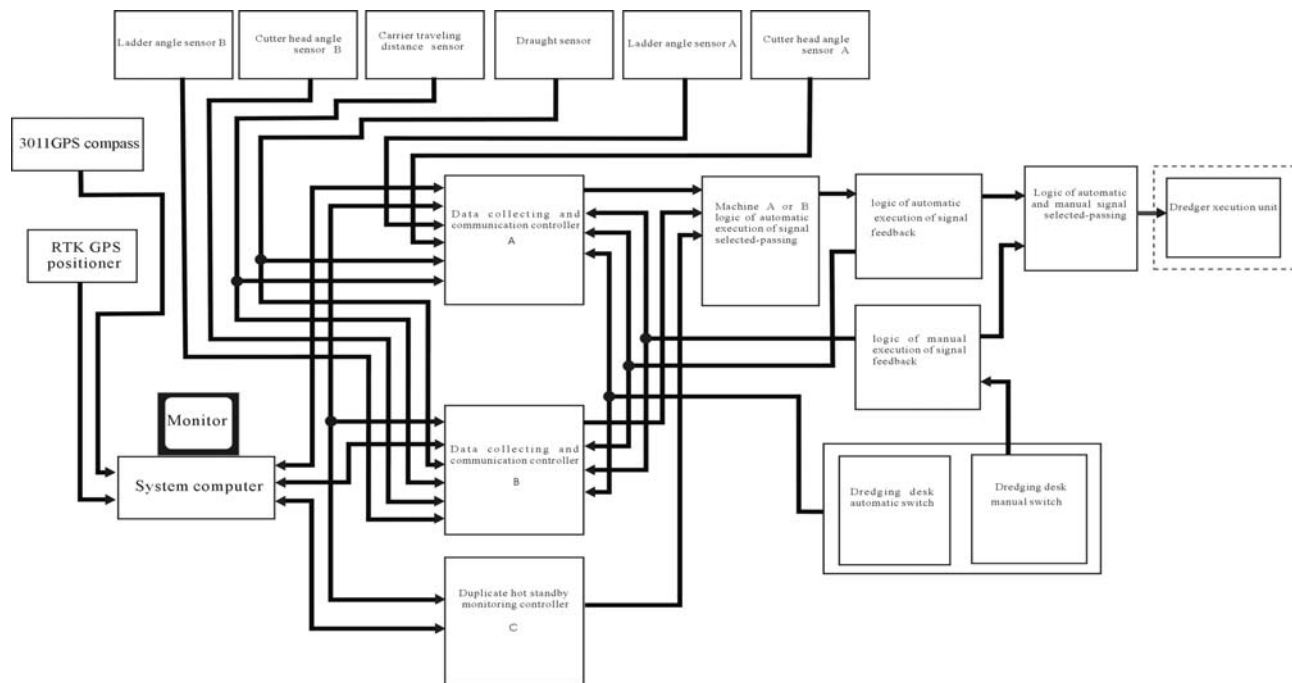 Ladder angle sensor B
Cutter head angle
sensor B
Carrier traveling
distance sensor
Draught sensor
Ladder angle sensor A
Cutter head angle
sensor A
3011GPS compass
RTK GPS
positioner
Data collecting and
communication controller
A
Machine A or B
logic of automatic
execution of signal
selected-passing
logic of automatic
execution of signal
feedback
Logic of automatic
and manual signal
selected-passing
Dredger xecution unit
logic of manual
execution of signal
feedback
Monitor
System computer
Data collecting and
communication controller
B
Dredging desk
automatic switch
Dredging desk
manual switch
Duplicate hot standby
monitoring controller
C